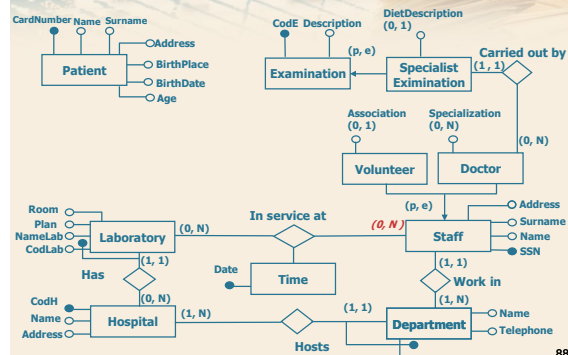 CardNumber Name Surname
Address
Patient
BirthPlace
BirthDate
Age
CodE Description
DietDescription
(0, 1)
(p, e)
Examination
Specialist
Eximination
(1 , 1)
Carried out by
(0, N)
Association
(0, 1)
Specialization
(0, N)
Volunteer
Doctor
(p, e)
Address
Surname
Name
SSN
Staff
(0, N)
In service at
(0, N)
Room
Plan
NameLab
CodLab
Laboratory
(1, 1)
Has
(0, N)
Date
Time
(1, 1)
Work in
(1, N)
CodH
Name
Address
Hospital
(1, N)
Hosts
(1, 1)
Department
Name
Telephone
88